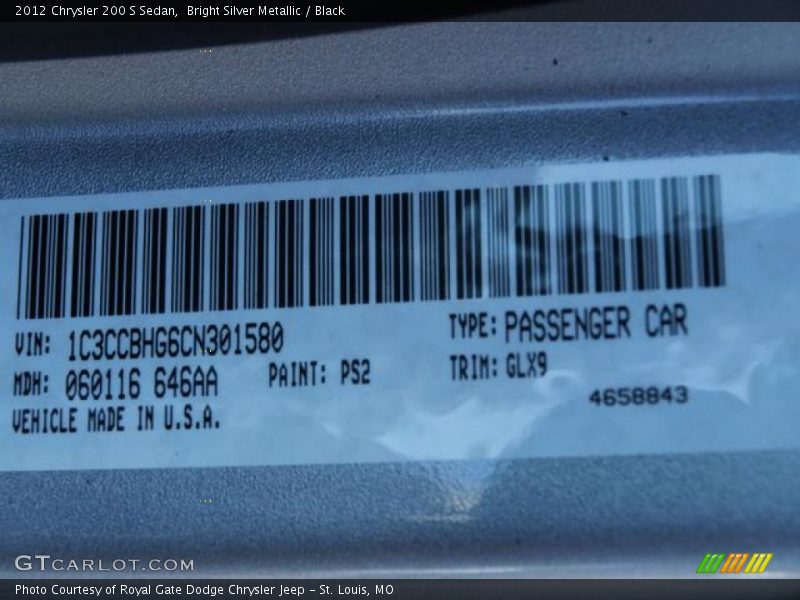 2012 Chrysler 200 S Sedan,  Bright Silver Metallic / Black
VIN: 1C3CCBHG6CN301580
TYPE: PASSENGER CAR
MDH: 060116 646AA
PAINT: PS2
TRIM: GLX9
VEHICLE MADE IN U.S.A.
4658843
GTCARLOT.COM
Photo Courtesy of Royal Gate Dodge Chrysler Jeep - St. Louis, MO